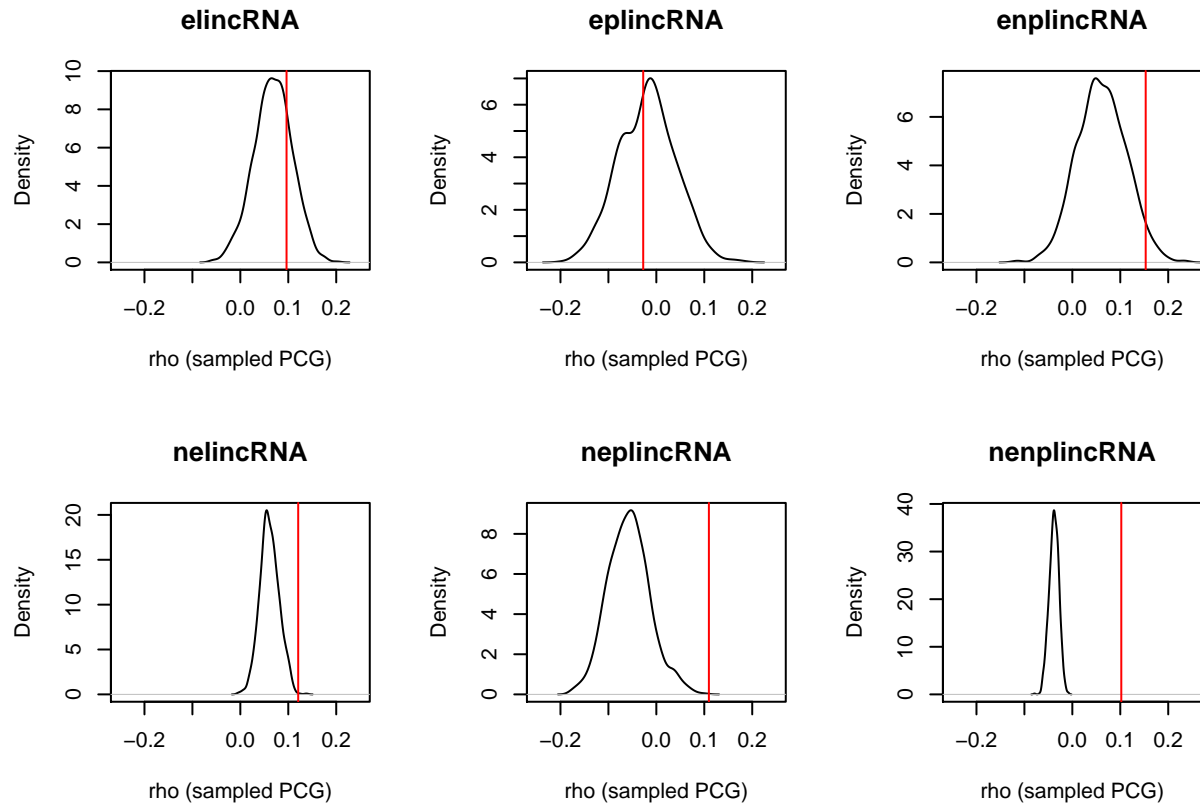 elincRNA
Density
0 2 4 6 8 10
−0.2 0.0 0.1 0.2
rho (sampled PCG)
eplincRNA
Density
0 2 4 6
−0.2 0.0 0.1 0.2
rho (sampled PCG)
enplincRNA
Density
0 2 4 6
−0.2 0.0 0.1 0.2
rho (sampled PCG)
nelincRNA
Density
0 5 10 15 20
−0.2 0.0 0.1 0.2
rho (sampled PCG)
neplincRNA
Density
0 2 4 6 8
−0.2 0.0 0.1 0.2
rho (sampled PCG)
nenplincRNA
Density
0 10 20 30 40
−0.2 0.0 0.1 0.2
rho (sampled PCG)